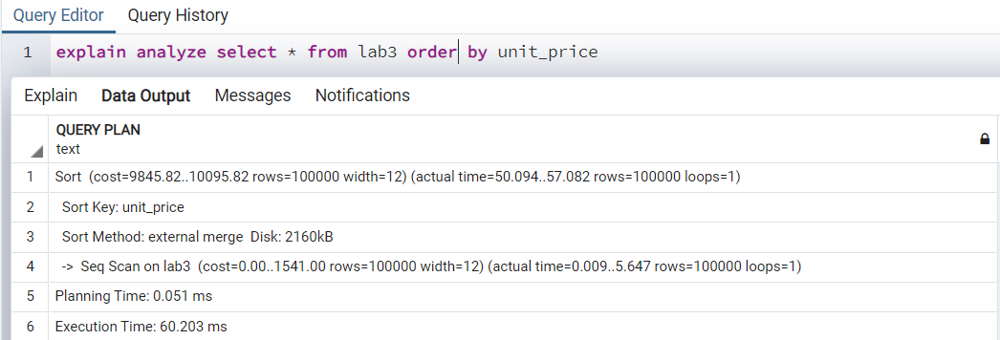 Query Editor Query History
1 explain analyze select * from lab3 order by unit_price
Explain Data Output Messages Notifications
QUERY PLAN
text
1 Sort (cost=9845.82..10095.82 rows=100000 width=12) (actual time=50.094..57.082 rows=100000 loops=1)
2 Sort Key: unit_price
3 Sort Method: external merge Disk: 2160kB
4 -> Seq Scan on lab3 (cost=0.00..1541.00 rows=100000 width=12) (actual time=0.009..5.647 rows=100000 loops=1)
5 Planning Time: 0.051 ms
6 Execution Time: 60.203 ms